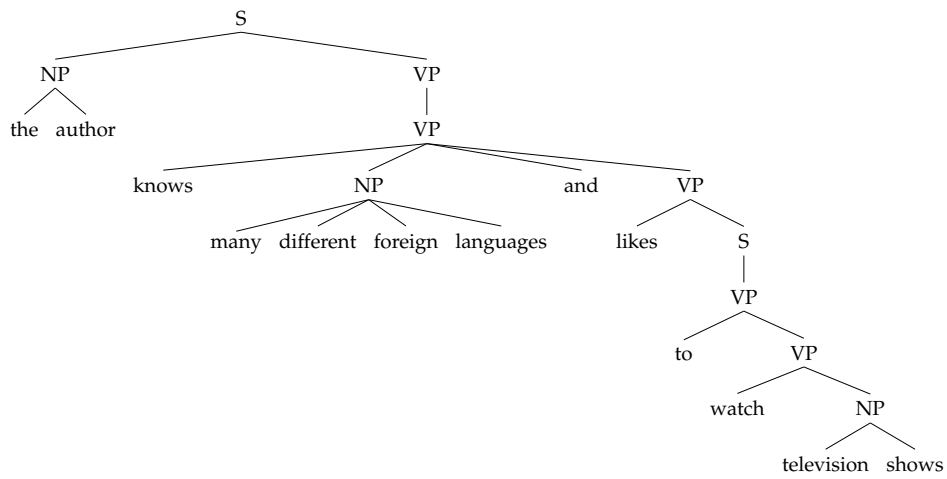 S
NP VP
the author VP
knows NP and VP
many different foreign languages likes S
VP
to VP
watch NP
television shows